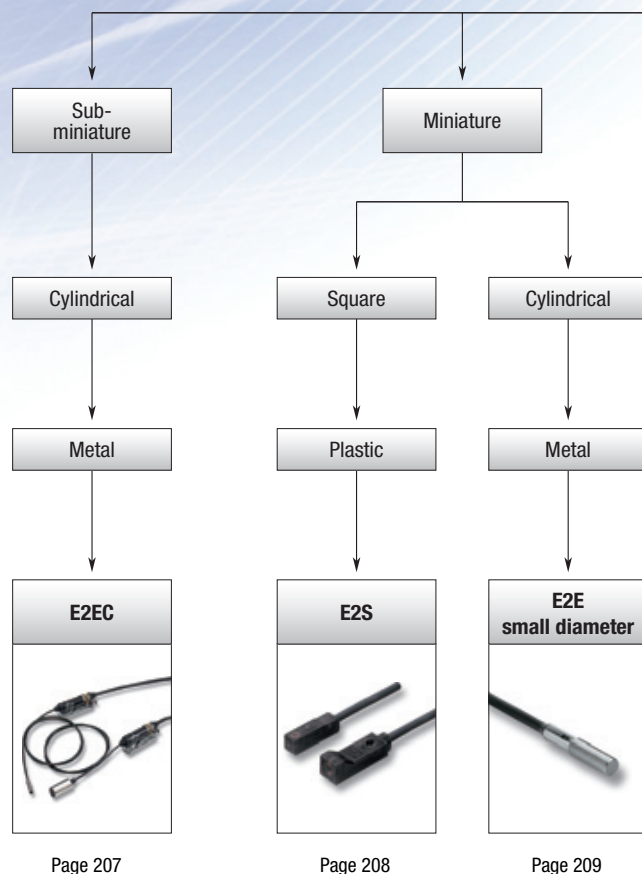 Sub-
miniature
Miniature
Cylindrical
Square
Cylindrical
Metal
Plastic
Metal
E2EC
E2S
E2E
small diameter
Page 207
Page 208
Page 209